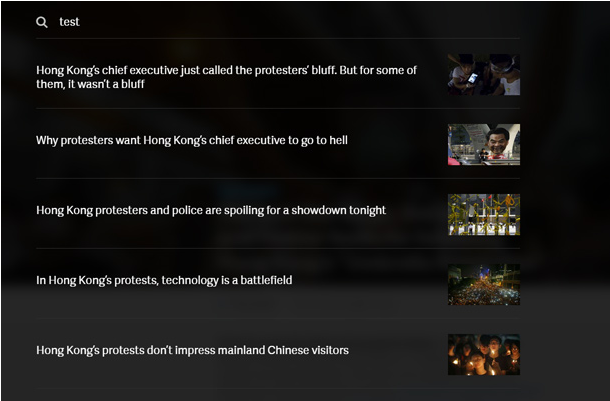 test
Hong Kong’s chief executive just called the protesters’ bluff. But for some of
them, it wasn’t a bluff
Why protesters want Hong Kong’s chief executive to go to hell
Hong Kong protesters and police are spoiling for a showdown tonight
In Hong Kong’s protests, technology is a battlefield
Hong Kong’s protests don’t impress mainland Chinese visitors